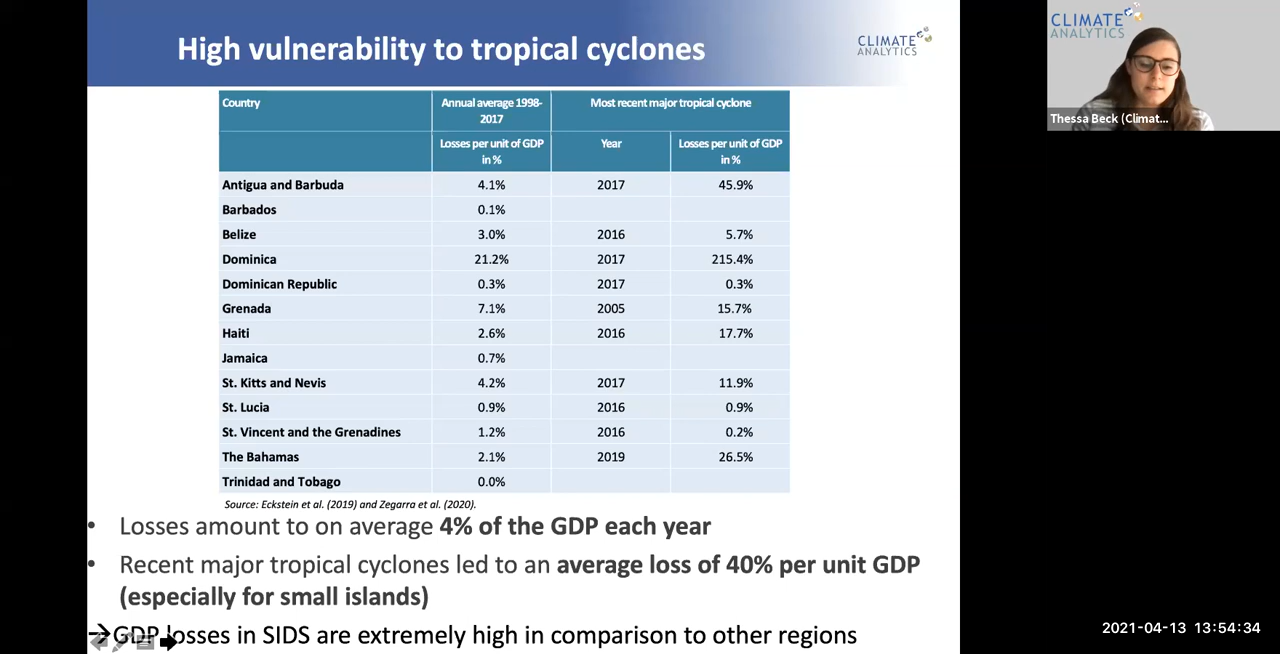 High vulnerability to tropical cyclones
CLIMATE
ANALYTICS
CLIMATE
ANALYTICS
Thessa Beck (Climat...
Country Annual average 1998-2017 Most recent major tropical cyclone
Losses per unit of GDP in % Year Losses per unit of GDP in %
Antigua and Barbuda 4.1% 2017 45.9%
Barbados 0.1%
Belize 3.0% 2016 5.7%
Dominica 21.2% 2017 215.4%
Dominican Republic 0.3% 2017 0.3%
Grenada 7.1% 2005 15.7%
Haiti 2.6% 2016 17.7%
Jamaica 0.7%
St. Kitts and Nevis 4.2% 2017 11.9%
St. Lucia 0.9% 2016 0.9%
St. Vincent and the Grenadines 1.2% 2016 0.2%
The Bahamas 2.1% 2019 26.5%
Trinidad and Tobago 0.0%
Source: Eckstein et al. (2019) and Zegarra et al. (2020).
• Losses amount to on average 4% of the GDP each year
• Recent major tropical cyclones led to an average loss of 40% per unit GDP
(especially for small islands)
→GDP losses in SIDS are extremely high in comparison to other regions
2021-04-13 13:54:34